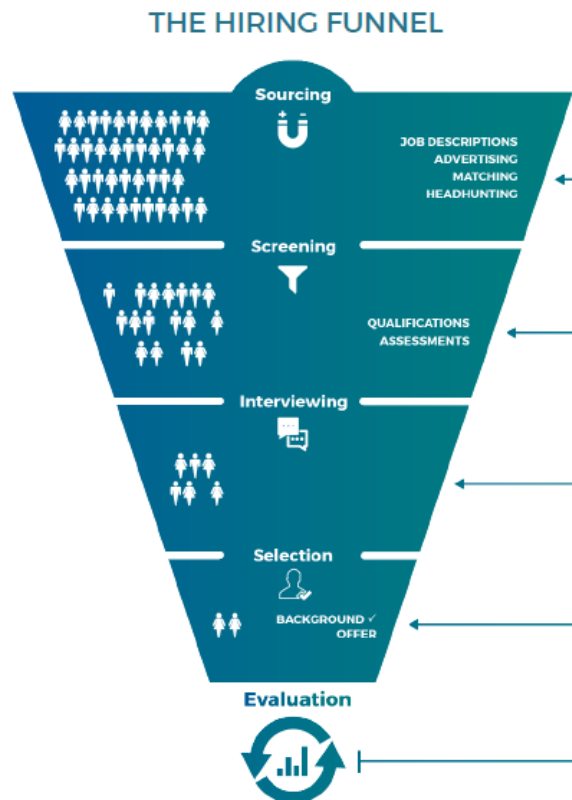 THE HIRING FUNNEL
Sourcing
JOB DESCRIPTIONS
ADVERTISING
MATCHING
HEADHUNTING
Screening
QUALIFICATIONS
ASSESSMENTS
Interviewing
Selection
BACKGROUND ✓
OFFER
Evaluation